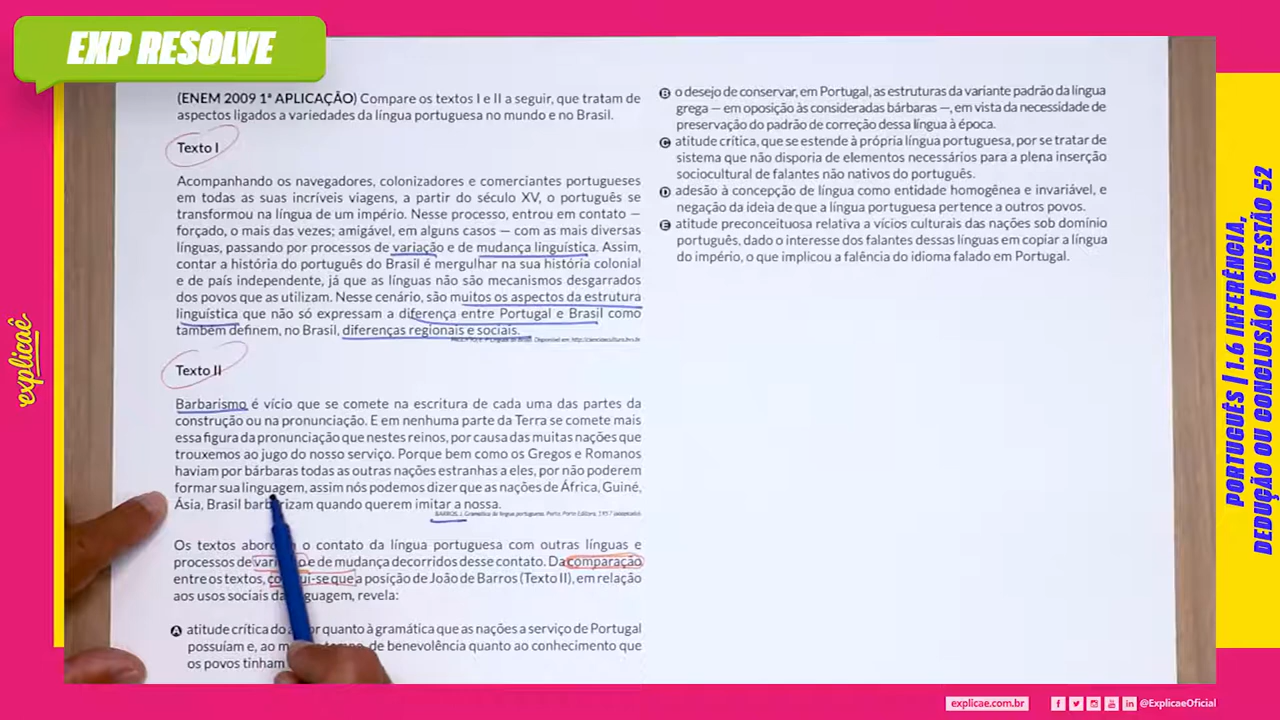 EXP RESOLVE
(ENEM 2009 1ª APLICAÇÃO) Compare os textos I e II a seguir, que tratam de
aspectos ligados a variedades da língua portuguesa no mundo e no Brasil.
Texto I
Acompanhando os navegadores, colonizadores e comerciantes portugueses
em todas as suas incríveis viagens, a partir do século XV, o português se
transformou na língua de um império. Nesse processo, entrou em contato —
forçado, o mais das vezes; amigável, em alguns casos — com as mais diversas
línguas, passando por processos de variação e de mudança linguística. Assim,
contar a história do português do Brasil é mergulhar na sua história colonial
e de país independente, já que as línguas não são mecanismos desgarrados
dos povos que as utilizam. Nesse cenário, são muitos os aspectos da estrutura
linguística que não só expressam a diferença entre Portugal e Brasil como
também definem, no Brasil, diferenças regionais e sociais.
Texto II
Barbarismo é vício que se comete na escritura de cada uma das partes da
construção ou na pronunciação. E em nenhuma parte da Terra se comete mais
essa figura da pronunciação que nestes reinos, por causa das muitas nações que
trouxemos ao jugo do nosso serviço. Porque bem como os Gregos e Romanos
haviam por bárbaras todas as outras nações estranhas a eles, por não poderem
formar sua linguagem, assim nós podemos dizer que as nações de África, Guiné,
Ásia, Brasil barbarizam quando querem imitar a nossa.
BARROS, J. Gramática da língua portuguesa. Porto: Porto Editora, 1957 (adaptado).
Os textos abordam o contato da língua portuguesa com outras línguas e
processos de variação e de mudança decorridos desse contato. Da comparação
entre os textos, conclui-se que a posição de João de Barros (Texto II), em relação
aos usos sociais da linguagem, revela:
A atitude crítica do autor quanto à gramática que as nações a serviço de Portugal
possuíam e, ao mesmo tempo, de benevolência quanto ao conhecimento que
os povos tinham
B o desejo de conservar, em Portugal, as estruturas da variante padrão da língua
grega — em oposição às consideradas bárbaras —, em vista da necessidade de
preservação do padrão de correção dessa língua à época.
C atitude crítica, que se estende à própria língua portuguesa, por se tratar de
sistema que não disporia de elementos necessários para a plena inserção
sociocultural de falantes não nativos do português.
D adesão à concepção de língua como entidade homogênea e invariável, e
negação da ideia de que a língua portuguesa pertence a outros povos.
E atitude preconceituosa relativa a vícios culturais das nações sob domínio
português, dado o interesse dos falantes dessas línguas em copiar a língua
do império, o que implicou a falência do idioma falado em Portugal.
explicaê
PORTUGUÊS | 1.6 INFERÊNCIA,
DEDUÇÃO OU CONCLUSÃO | QUESTÃO 52
explicae.com.br
@ExplicaeOficial